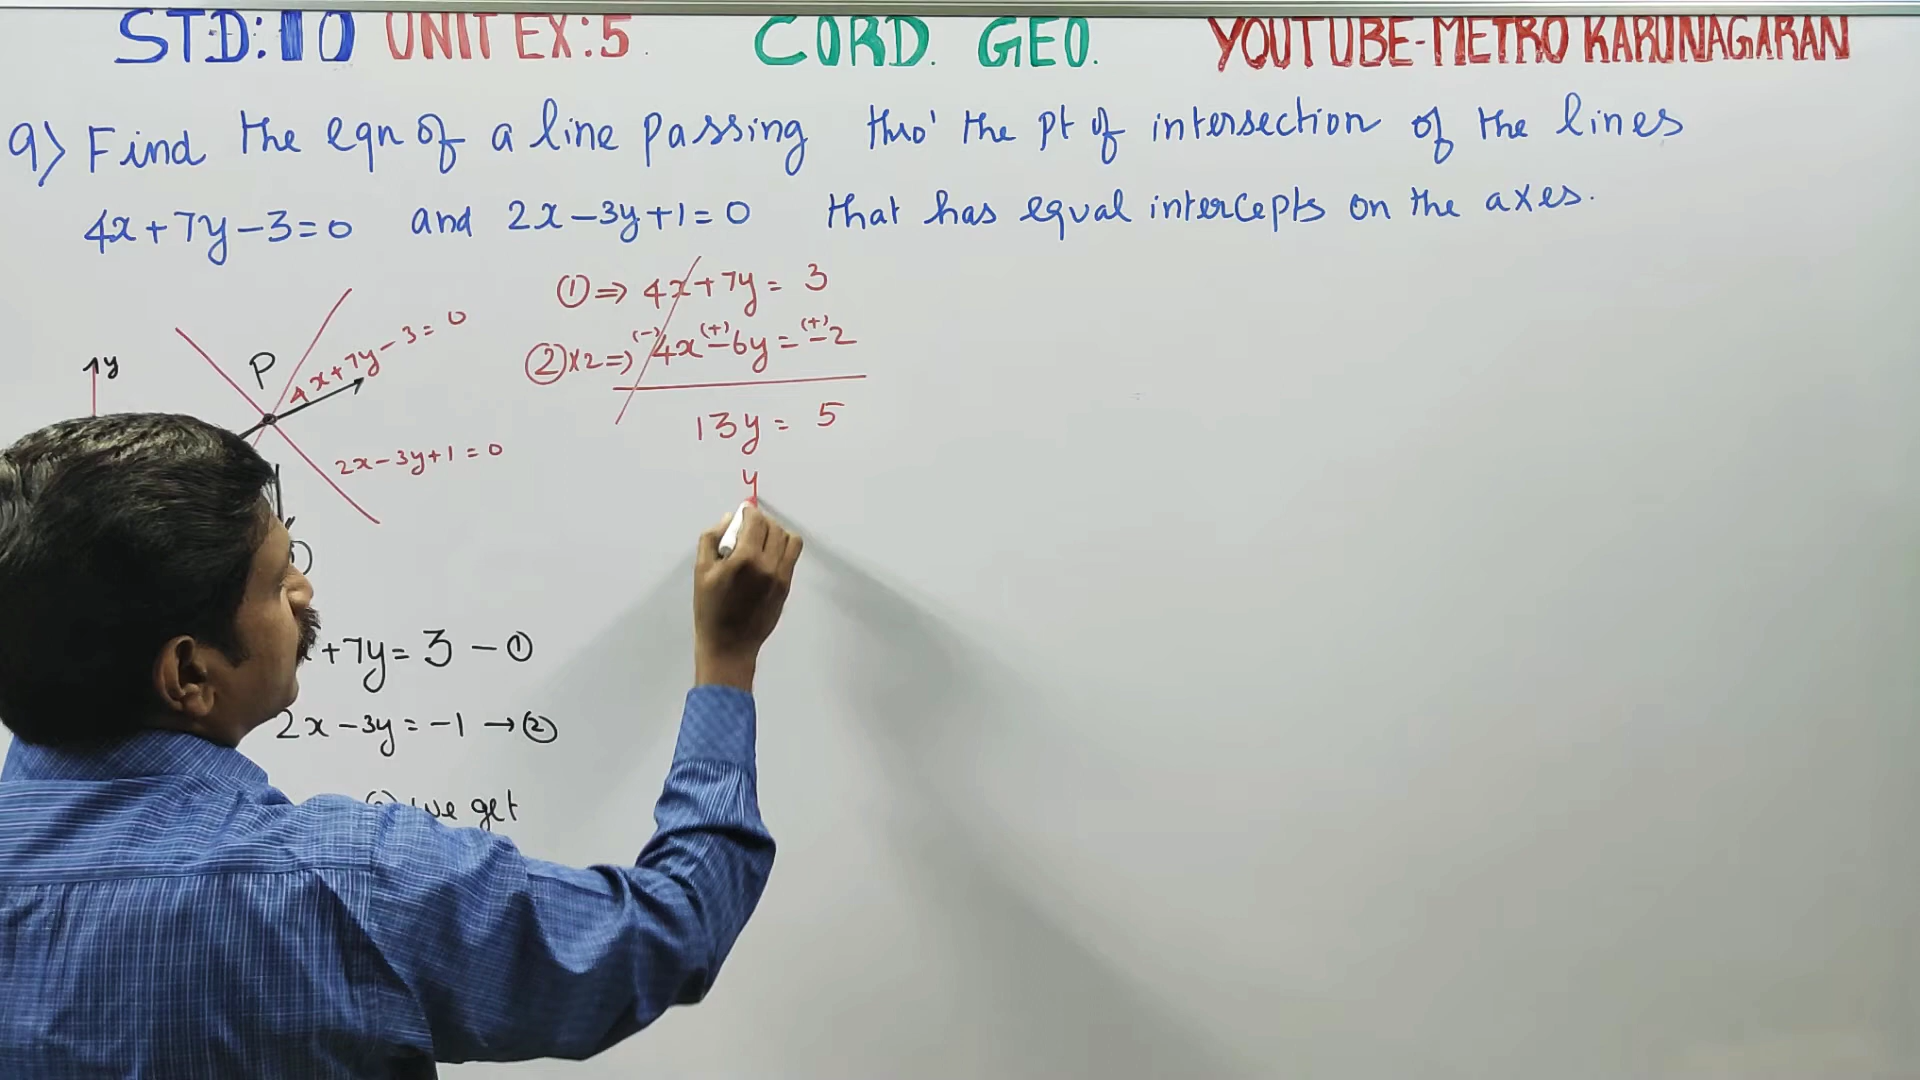 STD:10 UNIT EX:5. CORD. GEO. YOUTUBE-METRO KARUNAGARAN
9) Find the eqn of a line passing thro' the pt of intersection of the lines
4x+7y-3=0 and 2x-3y+1=0 that has equal intercepts on the axes.
y
P
4x+7y-3=0
2x-3y+1=0
+7y=3 - ①
2x-3y=-1 → ②
we get
①⇒ 4x+7y= 3
②×2⇒ (-)4x (+)-6y= (+)-2
13y= 5
y